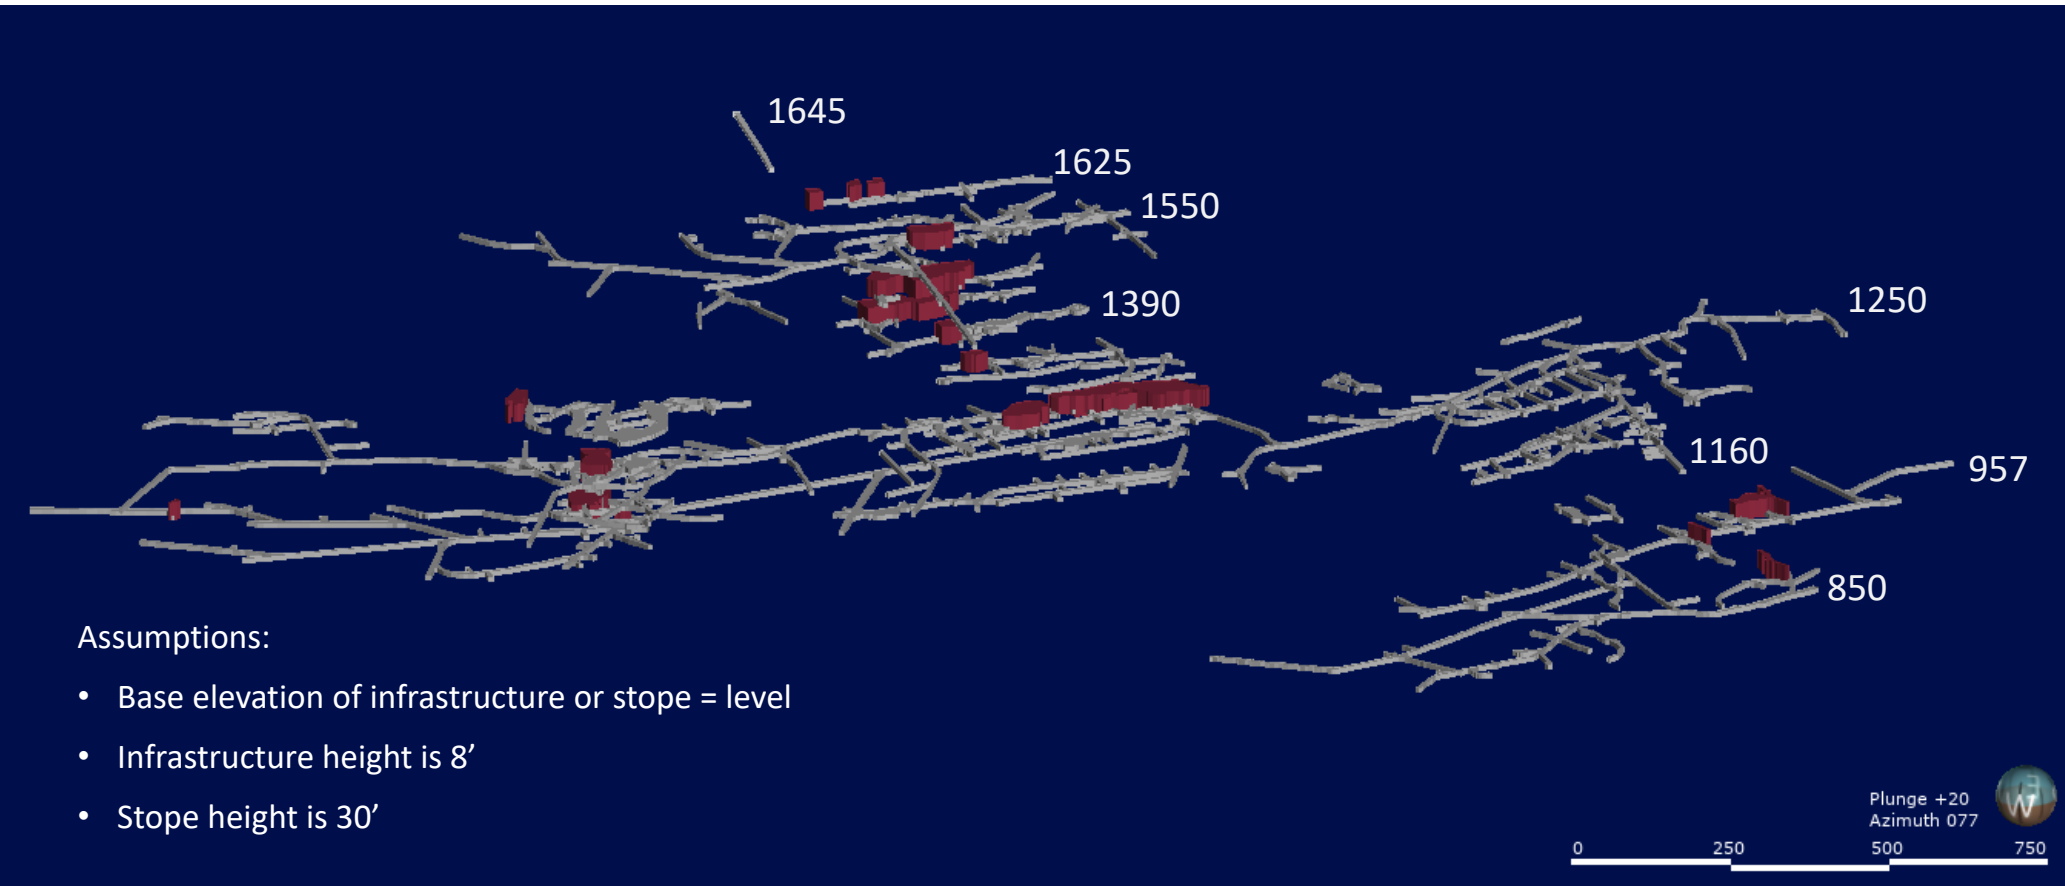 1645
1625
1550
1390
1250
1160
957
850
Assumptions:
• Base elevation of infrastructure or stope = level
• Infrastructure height is 8’
• Stope height is 30’
Plunge +20
Azimuth 077
W
0 250 500 750